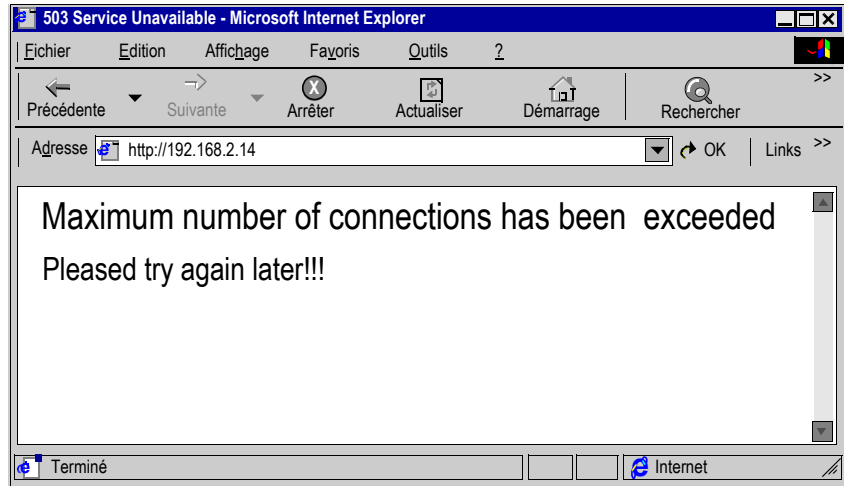 503 Service Unavailable - Microsoft Internet Explorer
Fichier Edition Affichage Favoris Outils ?
Précédente Suivante Arrêter Actualiser Démarrage Rechercher >>
Adresse http://192.168.2.14 OK Links >>
Maximum number of connections has been exceeded
Pleased try again later!!!
Terminé Internet